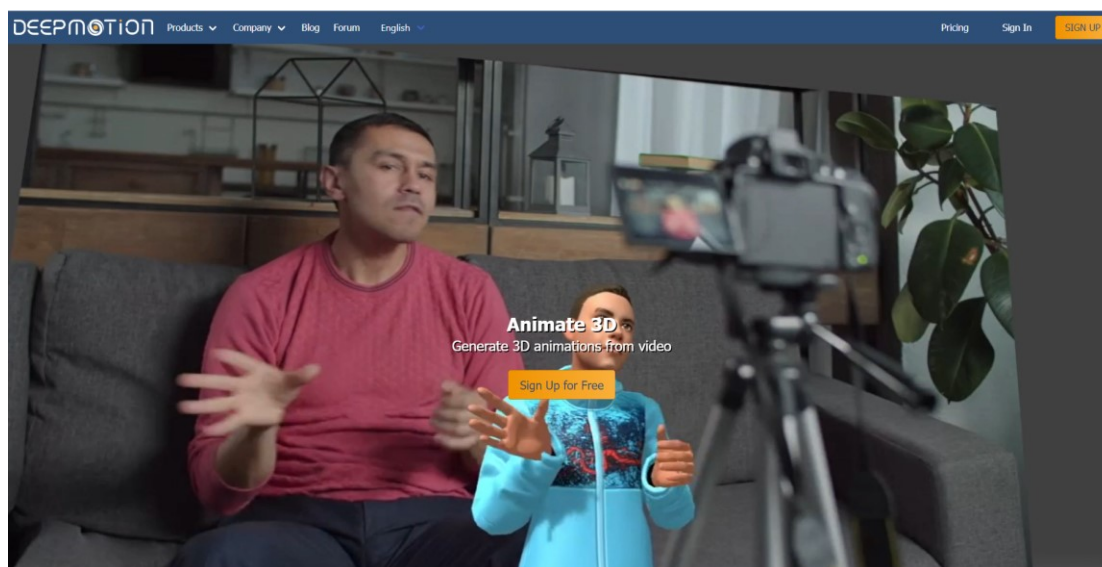 DEEPMOTION Products Company Blog Forum English Pricing Sign In SIGN UP
Animate 3D
Generate 3D animations from video
Sign Up for Free